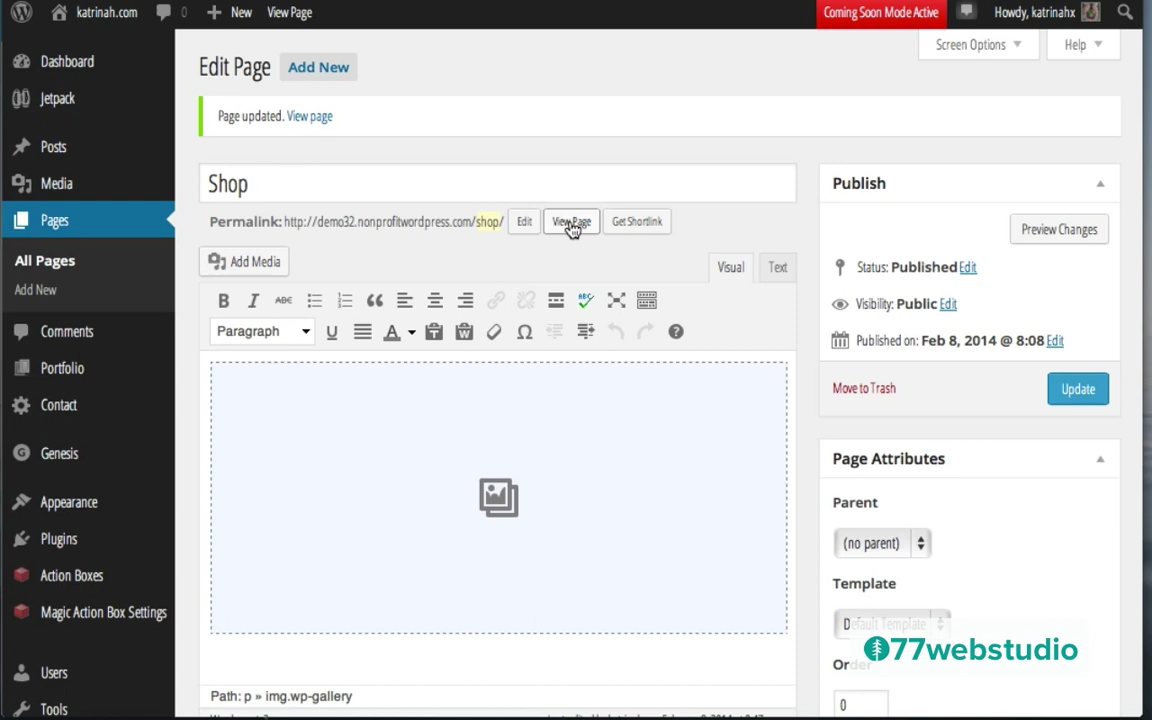 katrinah.com 0 New View Page Coming Soon Mode Active Howdy, katrinahx
Screen Options Help
Dashboard
Jetpack
Posts
Media
Pages
All Pages
Add New
Comments
Portfolio
Contact
Genesis
Appearance
Plugins
Action Boxes
Magic Action Box Settings
Users
Tools
Edit Page Add New
Page updated. View page
Shop
Permalink: http://demo32.nonprofitwordpress.com/shop/ Edit View Page Get Shortlink
Add Media Visual Text
B I ABC ABC
Paragraph U A T W Ω ?
Path: p » img.wp-gallery
Publish
Preview Changes
Status: Published Edit
Visibility: Public Edit
Published on: Feb 8, 2014 @ 8:08 Edit
Move to Trash Update
Page Attributes
Parent
(no parent)
Template
Default Template
Order
0
77webstudio